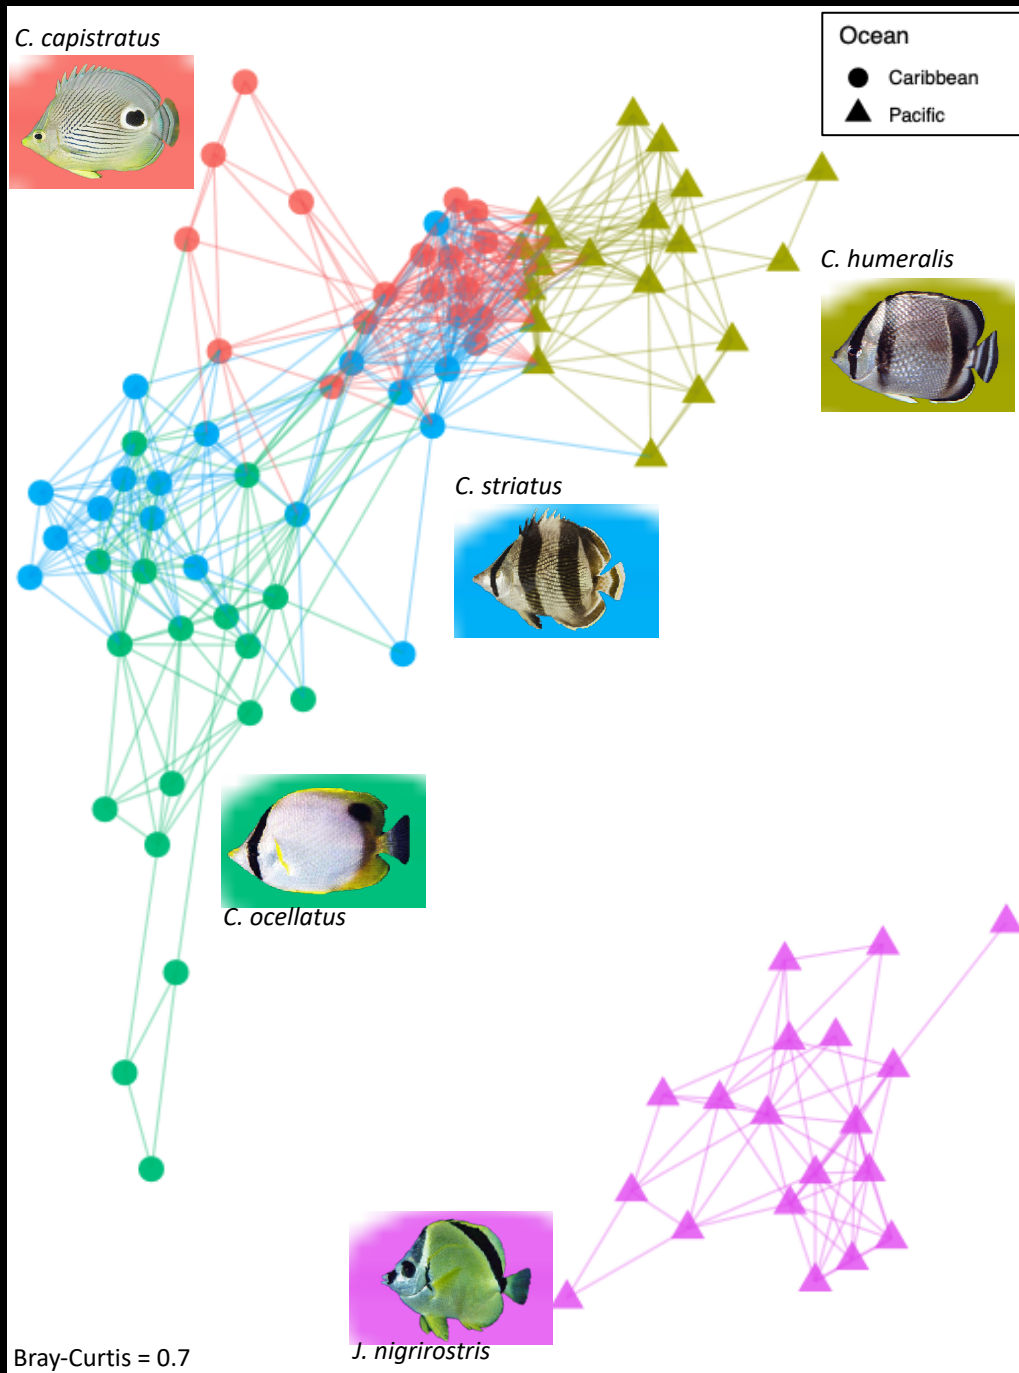 C. capistratus
Ocean
Caribbean
Pacific
C. humeralis
C. striatus
C. ocellatus
J. nigrirostris
Bray-Curtis = 0.7